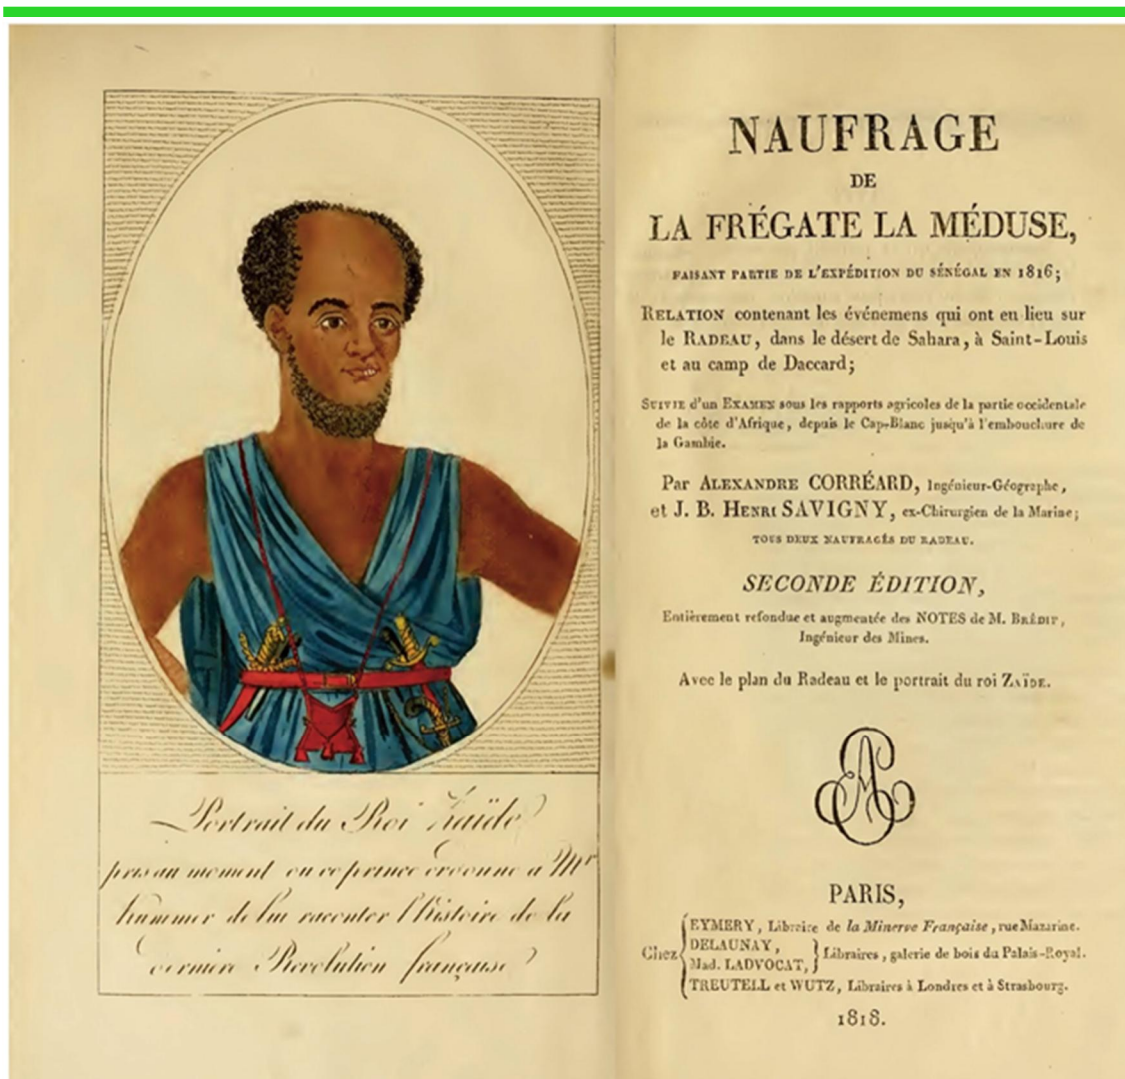 Portrait du Roi Zaïde
pris au moment ou ce prince ordonne a Mr
kummer de lui raconter l'histoire de la
derniere Revolution française
NAUFRAGE
DE
LA FRÉGATE LA MÉDUSE,
FAISANT PARTIE DE L'EXPÉDITION DU SÉNÉGAL EN 1816;
RELATION contenant les événemens qui ont eu lieu sur
le RADEAU, dans le désert de Sahara, à Saint-Louis
et au camp de Daccard;
SUIVIE d'un EXAMEN sous les rapports agricoles de la partie occidentale
de la côte d'Afrique, depuis le Cap-Blanc jusqu'à l'embouchure de
la Gambie.
Par ALEXANDRE CORRÉARD, Ingénieur-Géographe,
et J. B. HENRI SAVIGNY, ex-Chirurgien de la Marine;
TOUS DEUX NAUFRAGÉS DU RADEAU.
SECONDE ÉDITION,
Entièrement refondue et augmentée des NOTES de M. BRÉDIF,
Ingénieur des Mines.
Avec le plan du Radeau et le portrait du roi ZAÏDE.
PARIS,
EYMERY, Libraire de la Minerve Française, rue Mazarine.
Chez DELAUNAY,
Mad. LADVOCAT, Libraires, galerie de bois du Palais-Royal.
TREUTELL et WUTZ, Libraires à Londres et à Strasbourg.
1818.